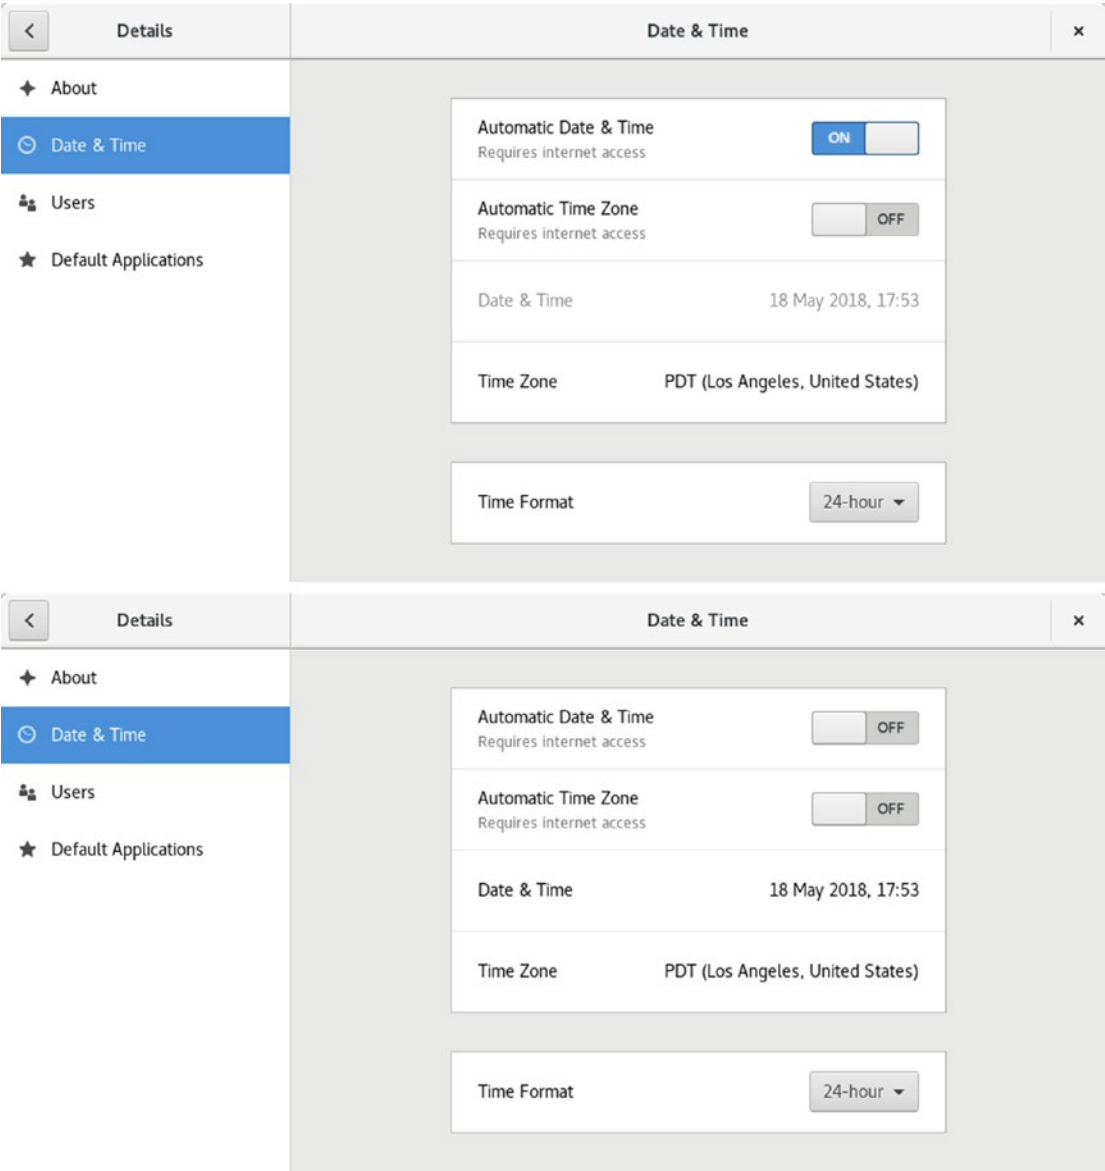 Details
Date & Time
About
Date & Time
Users
Default Applications
Automatic Date & Time
Requires internet access
ON
Automatic Time Zone
Requires internet access
OFF
Date & Time 18 May 2018, 17:53
Time Zone PDT (Los Angeles, United States)
Time Format 24-hour
Details
Date & Time
About
Date & Time
Users
Default Applications
Automatic Date & Time
Requires internet access
OFF
Automatic Time Zone
Requires internet access
OFF
Date & Time 18 May 2018, 17:53
Time Zone PDT (Los Angeles, United States)
Time Format 24-hour